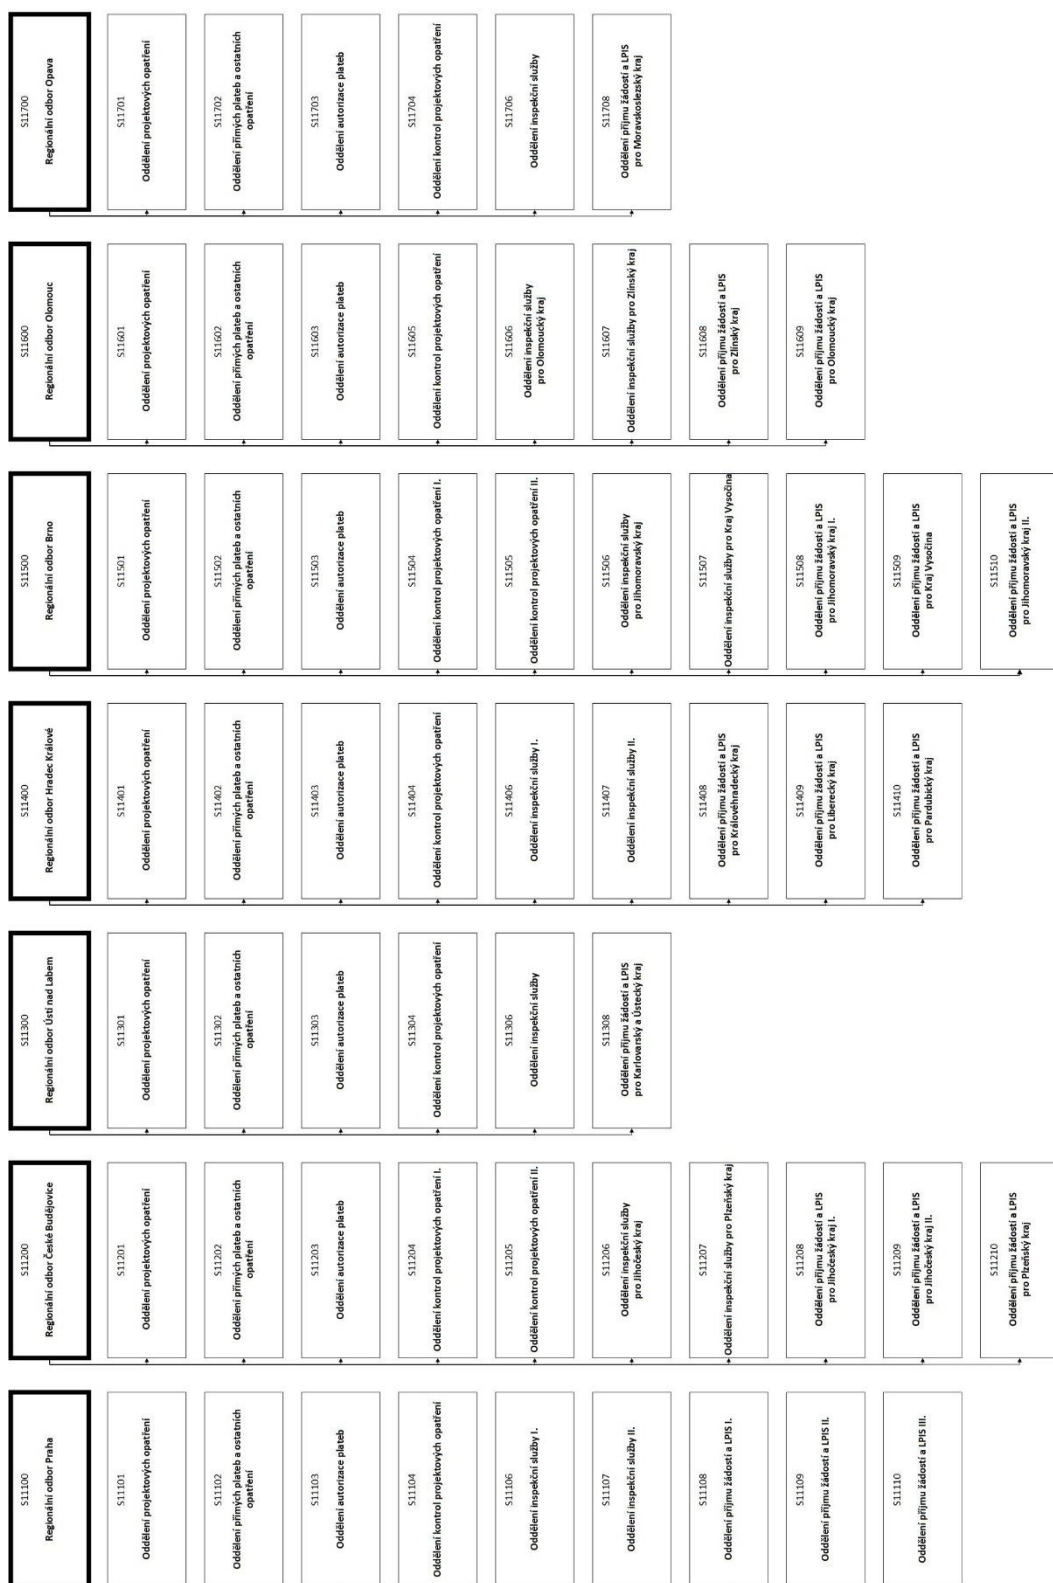 S11100
Regionální odbor Praha
S11101
Oddělení projektových opatření
S11102
Oddělení přímých plateb a ostatních
opatření
S11103
Oddělení autorizace plateb
S11104
Oddělení kontrol projektových opatření
S11106
Oddělení inspekční služby I.
S11107
Oddělení inspekční služby II.
S11108
Oddělení příjmu žádostí a LPIS I.
S11109
Oddělení příjmu žádostí a LPIS II.
S11110
Oddělení příjmu žádostí a LPIS III.
S11200
Regionální odbor České Budějovice
S11201
Oddělení projektových opatření
S11202
Oddělení přímých plateb a ostatních
opatření
S11203
Oddělení autorizace plateb
S11204
Oddělení kontrol projektových opatření I.
S11205
Oddělení kontrol projektových opatření II.
S11206
Oddělení inspekční služby
pro Jihočeský kraj
S11207
Oddělení inspekční služby pro Plzeňský kraj
S11208
Oddělení příjmu žádostí a LPIS
pro Jihočeský kraj I.
S11209
Oddělení příjmu žádostí a LPIS
pro Jihočeský kraj II.
S11210
Oddělení příjmu žádostí a LPIS
pro Plzeňský kraj
S11300
Regionální odbor Ústí nad Labem
S11301
Oddělení projektových opatření
S11302
Oddělení přímých plateb a ostatních
opatření
S11303
Oddělení autorizace plateb
S11304
Oddělení kontrol projektových opatření
S11306
Oddělení inspekční služby
S11308
Oddělení příjmu žádostí a LPIS
pro Karlovarský a Ústecký kraj
S11400
Regionální odbor Hradec Králové
S11401
Oddělení projektových opatření
S11402
Oddělení přímých plateb a ostatních
opatření
S11403
Oddělení autorizace plateb
S11404
Oddělení kontrol projektových opatření
S11406
Oddělení inspekční služby I.
S11407
Oddělení inspekční služby II.
S11408
Oddělení příjmu žádostí a LPIS
pro Královéhradecký kraj
S11409
Oddělení příjmu žádostí a LPIS
pro Liberecký kraj
S11410
Oddělení příjmu žádostí a LPIS
pro Pardubický kraj
S11500
Regionální odbor Brno
S11501
Oddělení projektových opatření
S11502
Oddělení přímých plateb a ostatních
opatření
S11503
Oddělení autorizace plateb
S11504
Oddělení kontrol projektových opatření I.
S11505
Oddělení kontrol projektových opatření II.
S11506
Oddělení inspekční služby
pro Jihomoravský kraj
S11507
Oddělení inspekční služby pro Kraj Vysočina
S11508
Oddělení příjmu žádostí a LPIS
pro Jihomoravský kraj I.
S11509
Oddělení příjmu žádostí a LPIS
pro Kraj Vysočina
S11510
Oddělení příjmu žádostí a LPIS
pro Jihomoravský kraj II.
S11600
Regionální odbor Olomouc
S11601
Oddělení projektových opatření
S11602
Oddělení přímých plateb a ostatních
opatření
S11603
Oddělení autorizace plateb
S11605
Oddělení kontrol projektových opatření
S11606
Oddělení inspekční služby
pro Olomoucký kraj
S11607
Oddělení inspekční služby pro Zlínský kraj
S11608
Oddělení příjmu žádostí a LPIS
pro Zlínský kraj
S11609
Oddělení příjmu žádostí a LPIS
pro Olomoucký kraj
S11700
Regionální odbor Opava
S11701
Oddělení projektových opatření
S11702
Oddělení přímých plateb a ostatních
opatření
S11703
Oddělení autorizace plateb
S11704
Oddělení kontrol projektových opatření
S11706
Oddělení inspekční služby
S11708
Oddělení příjmu žádostí a LPIS
pro Moravskoslezský kraj